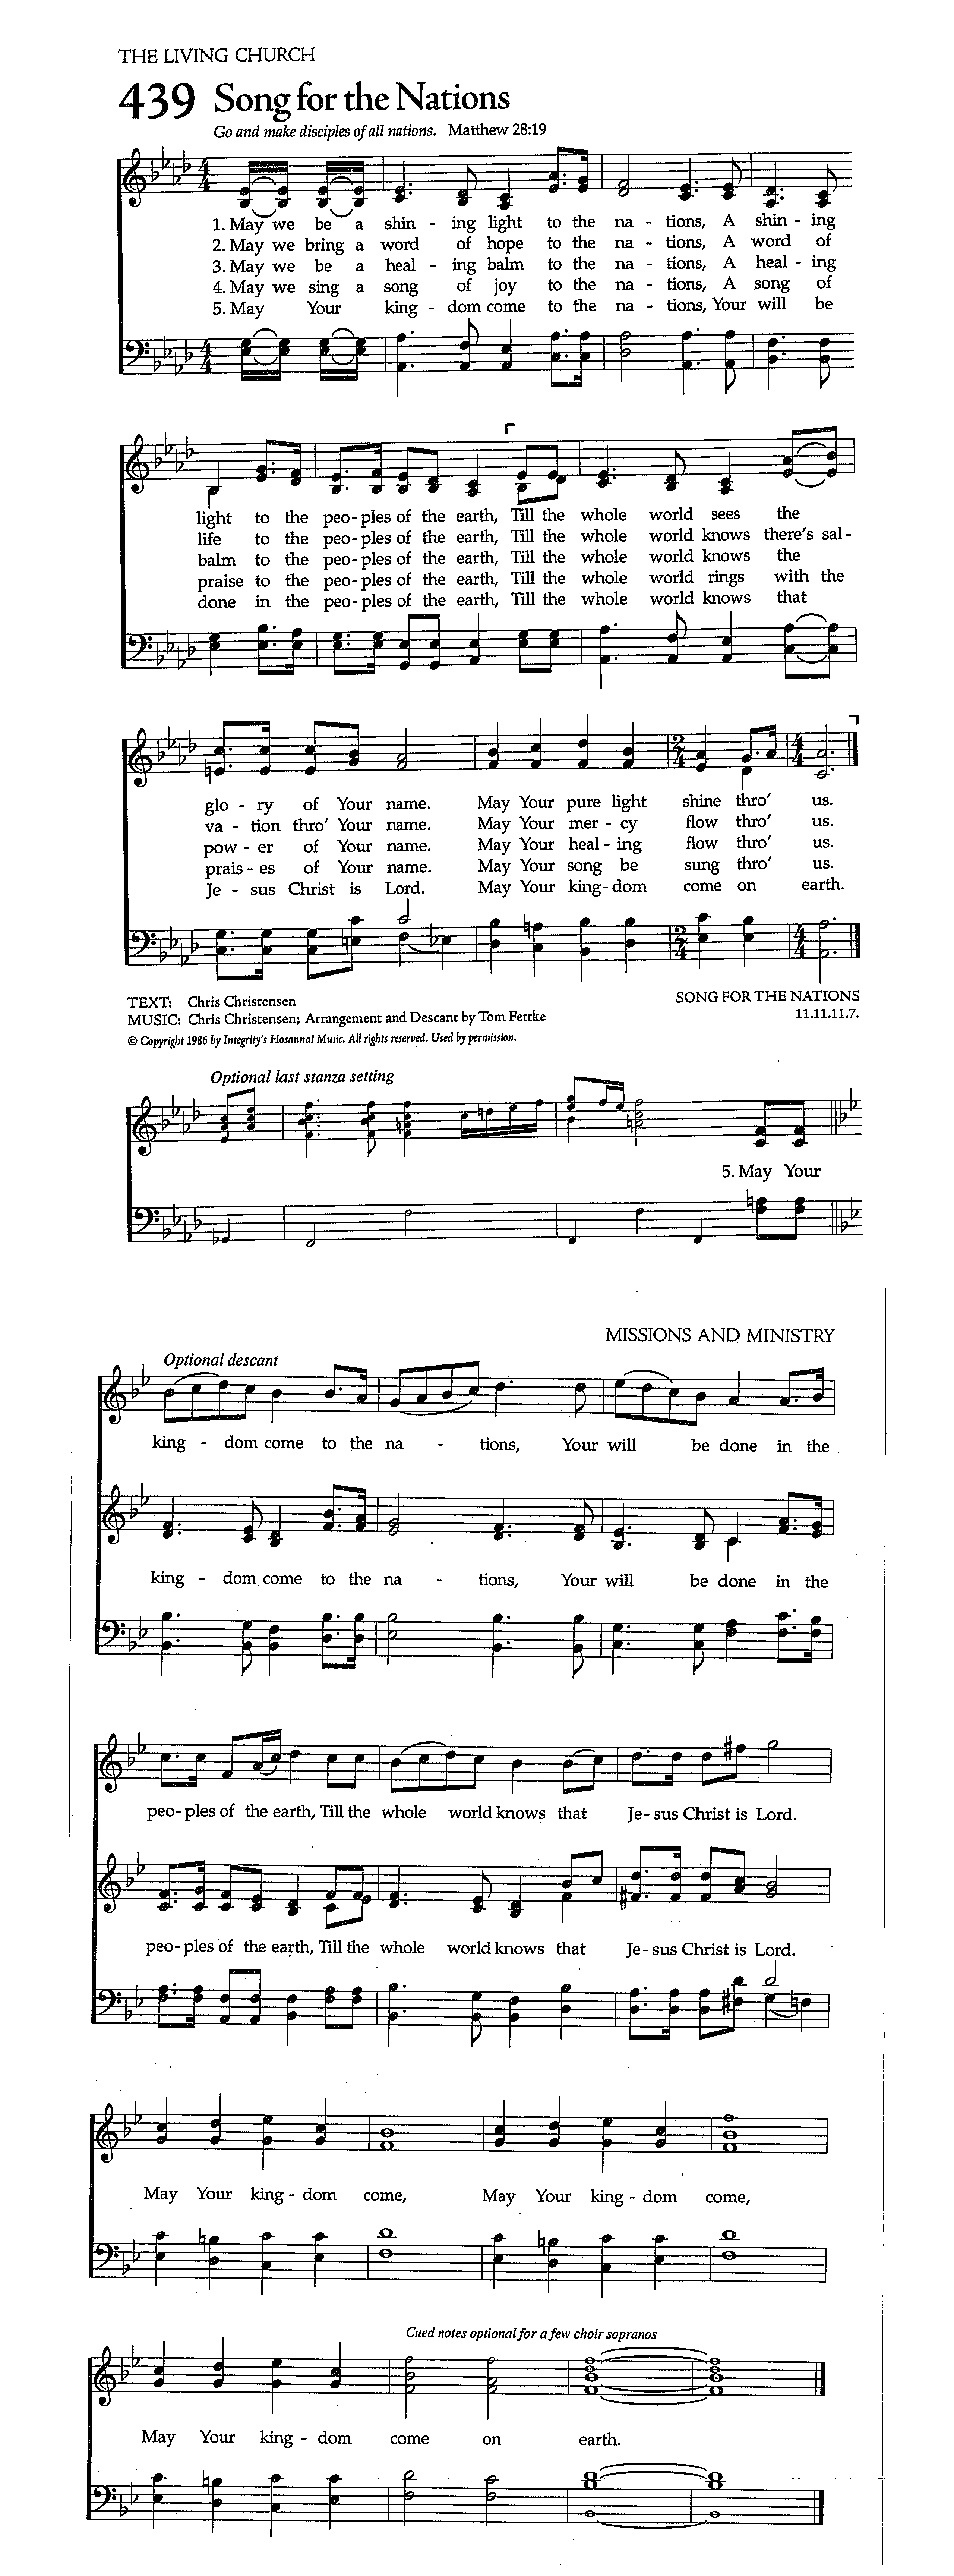 THE LIVING CHURCH
439 Song for the Nations
Go and make disciples of all nations. Matthew 28:19
1. May we be a shin - ing light to the na - tions, A shin - ing
2. May we bring a word of hope to the na - tions, A word of
3. May we be a heal - ing balm to the na - tions, A heal - ing
4. May we sing a song of joy to the na - tions, A song of
5. May Your king - dom come to the na - tions, Your will be
light to the peo - ples of the earth, Till the whole world sees the
life to the peo - ples of the earth, Till the whole world knows there's sal -
balm to the peo - ples of the earth, Till the whole world knows the
praise to the peo - ples of the earth, Till the whole world rings with the
done in the peo - ples of the earth, Till the whole world knows that
glo - ry of Your name. May Your pure light shine thro' us.
va - tion thro' Your name. May Your mer - cy flow thro' us.
pow - er of Your name. May Your heal - ing flow thro' us.
prais - es of Your name. May Your song be sung thro' us.
Je - sus Christ is Lord. May Your king - dom come on earth.
TEXT: Chris Christensen
SONG FOR THE NATIONS
MUSIC: Chris Christensen; Arrangement and Descant by Tom Fettke
11.11.11.7.
© Copyright 1986 by Integrity's Hosanna! Music. All rights reserved. Used by permission.
Optional last stanza setting
5. May Your
MISSIONS AND MINISTRY
Optional descant
king - dom come to the na - tions, Your will be done in the
king - dom come to the na - tions, Your will be done in the
peo - ples of the earth, Till the whole world knows that Je - sus Christ is Lord.
peo - ples of the earth, Till the whole world knows that Je - sus Christ is Lord.
May Your king - dom come, May Your king - dom come,
Cued notes optional for a few choir sopranos
May Your king - dom come on earth.